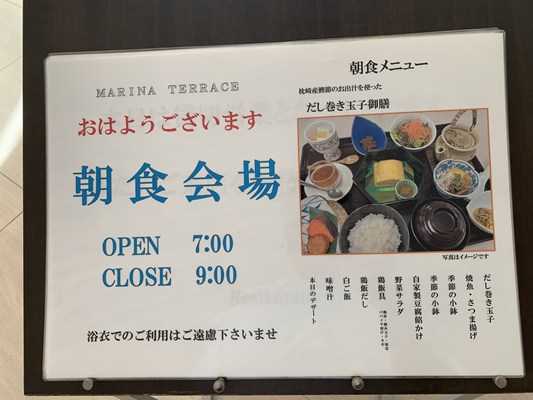 MARINA TERRACE
おはようございます
朝食会場
OPEN 7:00
CLOSE 9:00
浴衣でのご利用はご遠慮下さいませ
朝食メニュー
枕崎産鰹節のお出汁を使った
だし巻き玉子御膳
写真はイメージです
だし巻き玉子
焼魚・さつま揚げ
季節の小鉢
季節の小鉢
自家製豆腐餡かけ
野菜サラダ
鶏飯具
鶏飯だし
白ご飯
味噌汁
本日のデザート